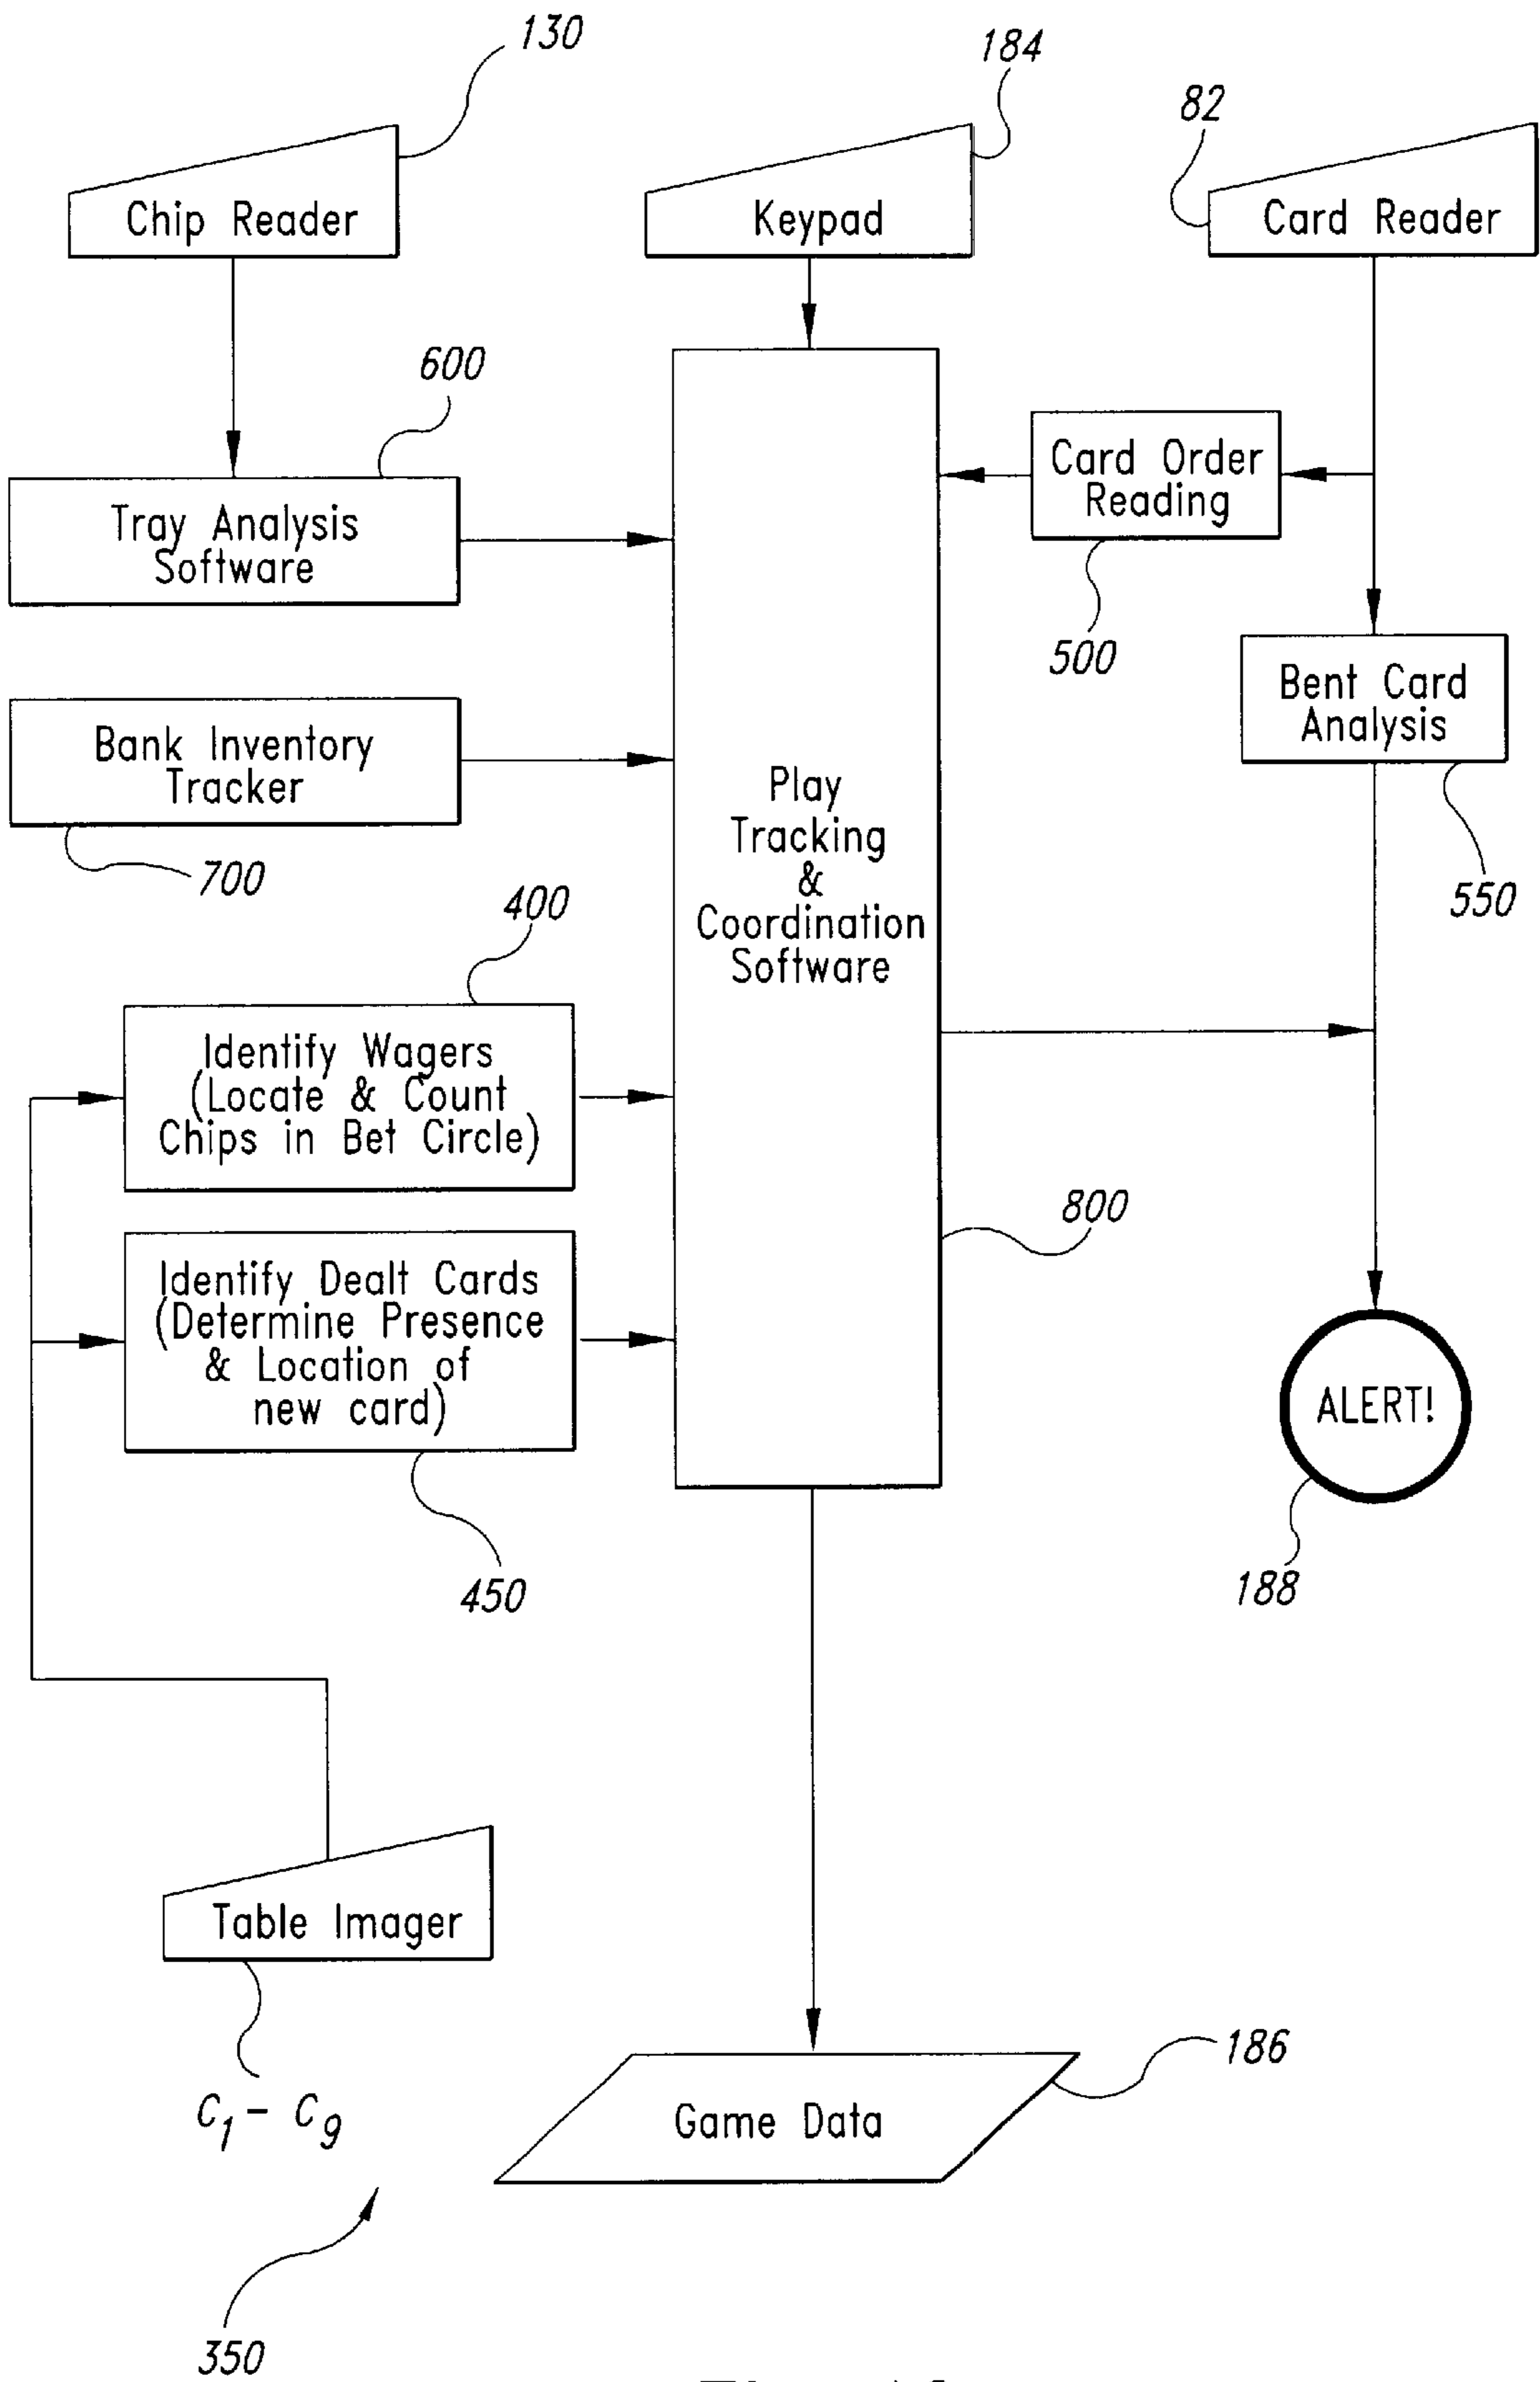 130
184
82
Chip Reader
Keypad
Card Reader
600
Card Order
Reading
Tray Analysis
Software
500
Bent Card
Analysis
Bank Inventory
Tracker
Play
Tracking
&
Coordination
Software
700
550
400
Identify Wagers
(Locate & Count
Chips in Bet Circle)
800
Identify Dealt Cards
(Determine Presence
& Location of
new card)
ALERT!
450
188
Table Imager
186
C1 - C9
Game Data
350